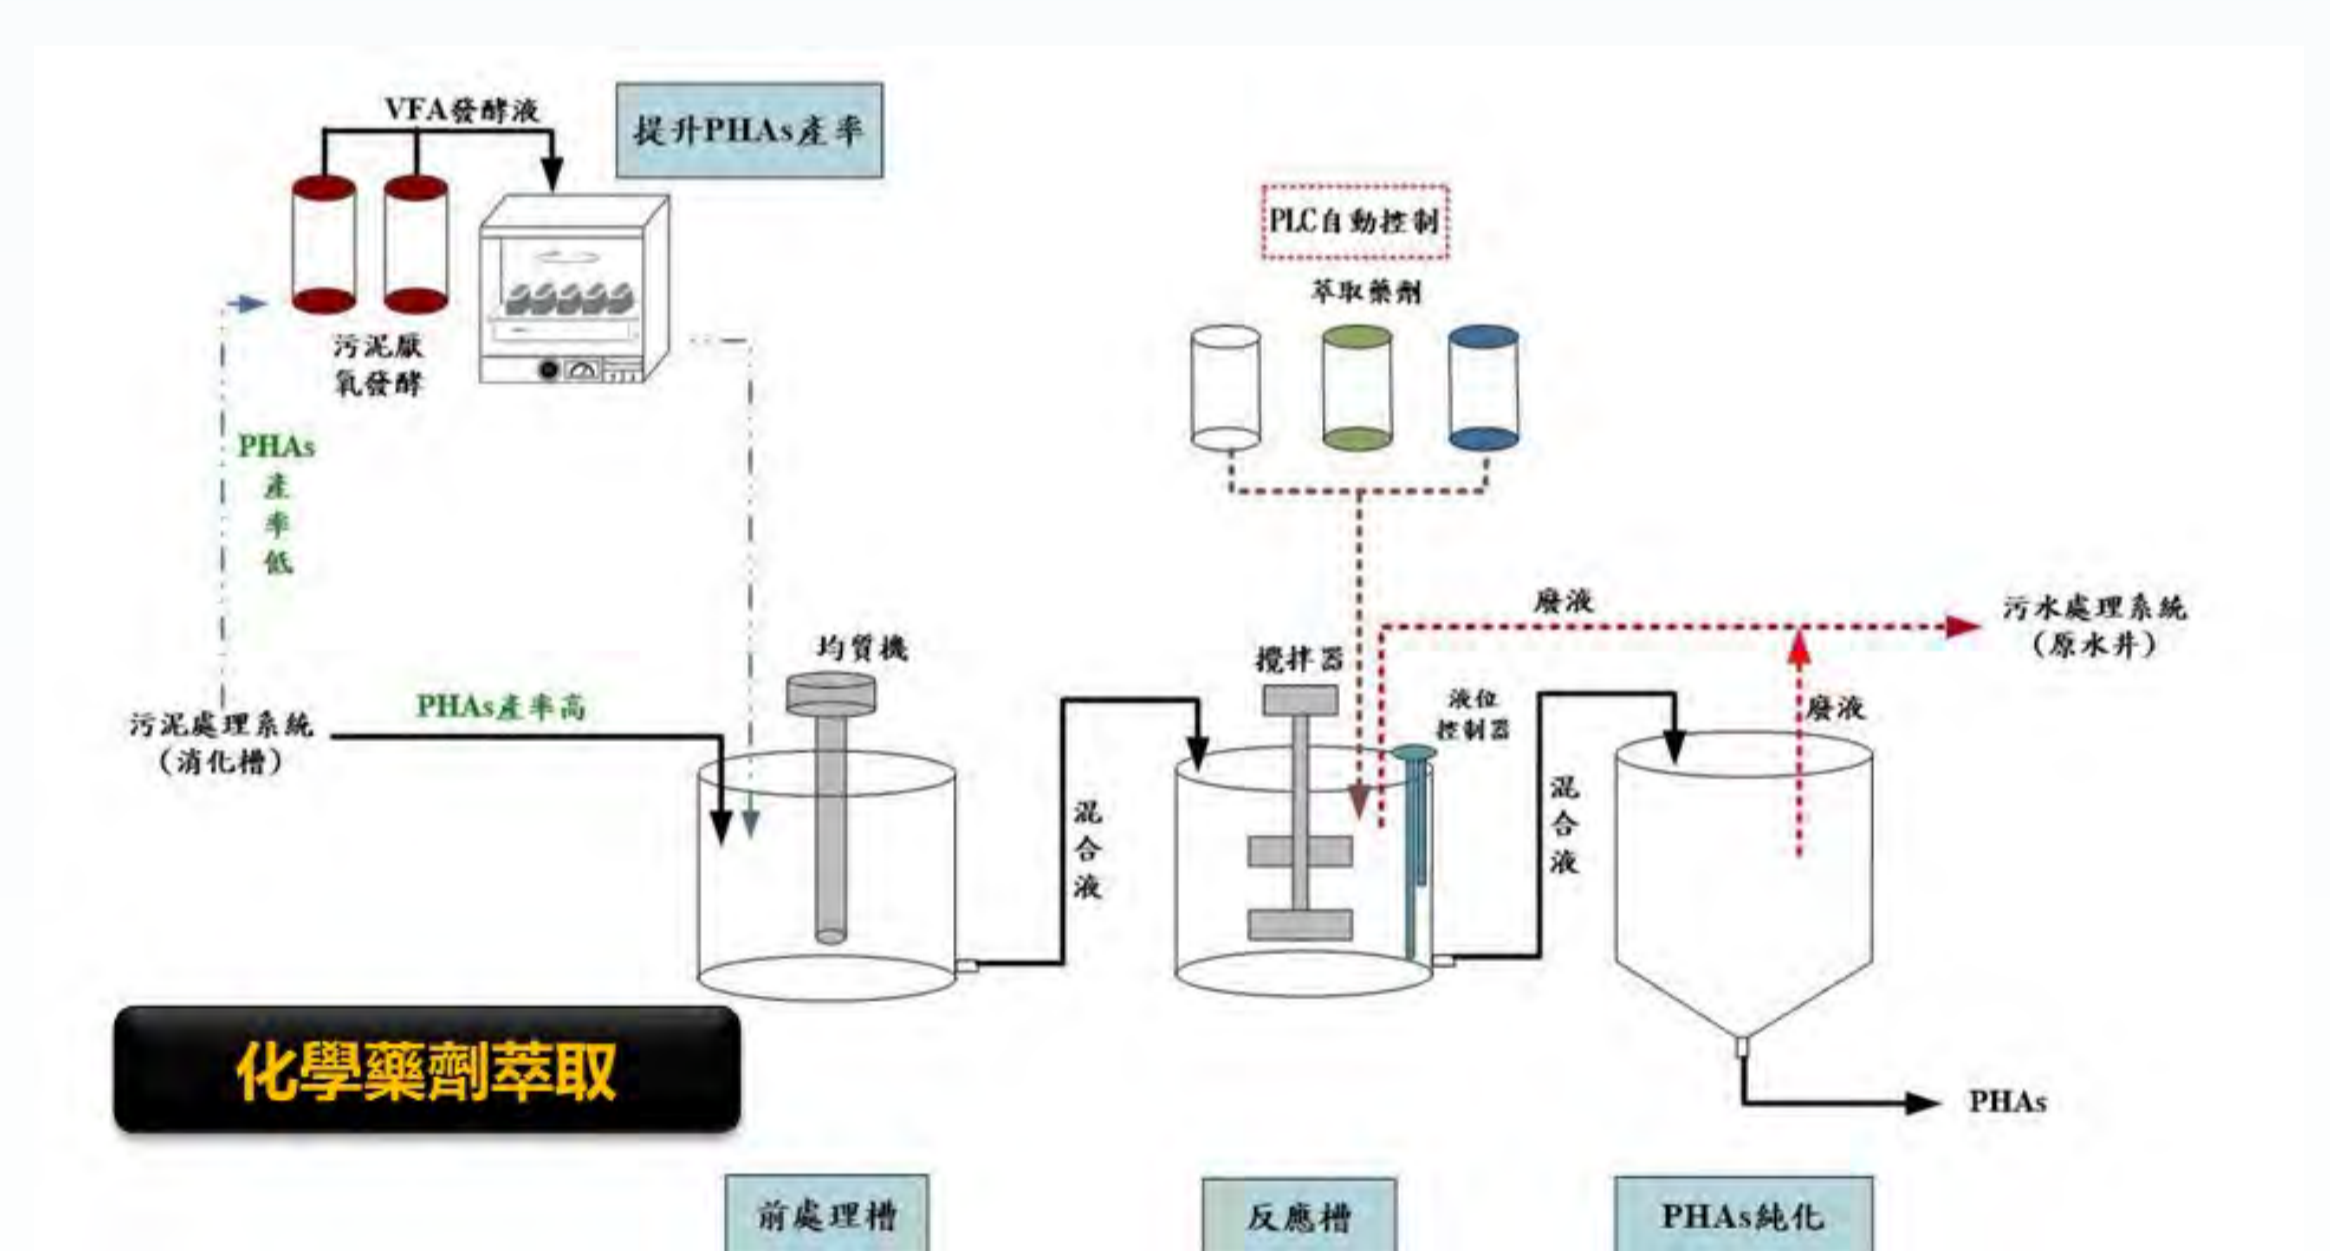 VFA發酵液
提升PHAs產率
污泥厭
氧發酵
PLC自動控制
萃取藥劑
PHAs
產
率
低
污泥處理系統
(消化槽)
PHAs產率高
均質機
混
合
液
攪拌器
液位
控制器
廢液
污水處理系統
(原水井)
混
合
液
廢液
PHAs
化學藥劑萃取
前處理槽
反應槽
PHAs純化